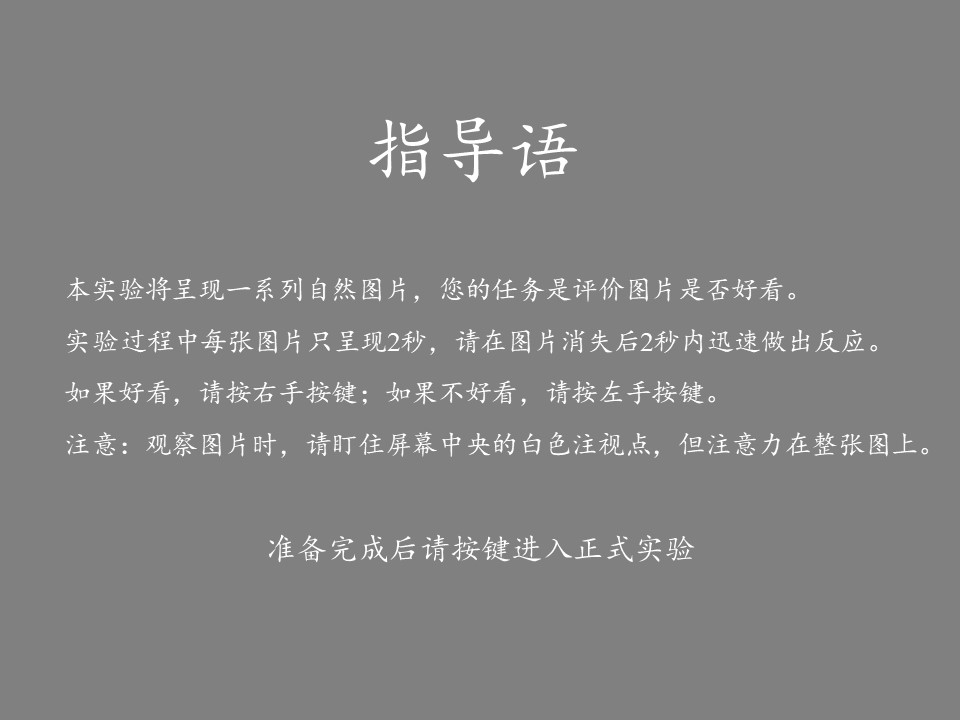 指导语
本实验将呈现一系列自然图片，您的任务是评价图片是否好看。
实验过程中每张图片只呈现2秒，请在图片消失后2秒内迅速做出反应。
如果好看，请按右手按键；如果不好看，请按左手按键。
注意：观察图片时，请盯住屏幕中央的白色注视点，但注意力在整张图上。
准备完成后请按键进入正式实验